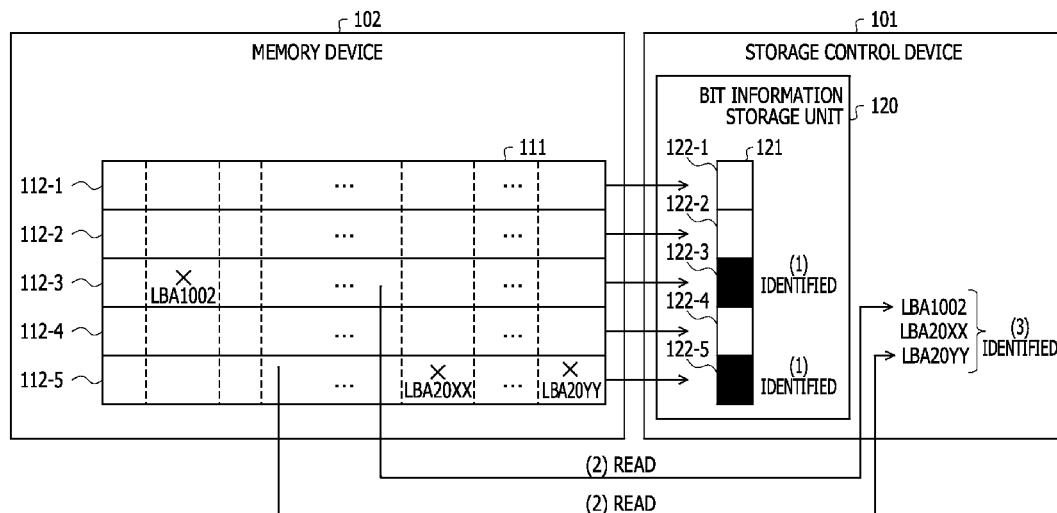 102
101
MEMORY DEVICE
STORAGE CONTROL DEVICE
BIT INFORMATION
STORAGE UNIT
120
111
122-1
121
112-1
...
...
122-2
112-2
...
...
122-3
112-3
LBA1002
...
...
(1)
IDENTIFIED
122-4
112-4
...
...
LBA1002
LBA20XX
LBA20YY
(3)
IDENTIFIED
122-5
112-5
...
LBA20XX
...
LBA20YY
(1)
IDENTIFIED
(2) READ
(2) READ